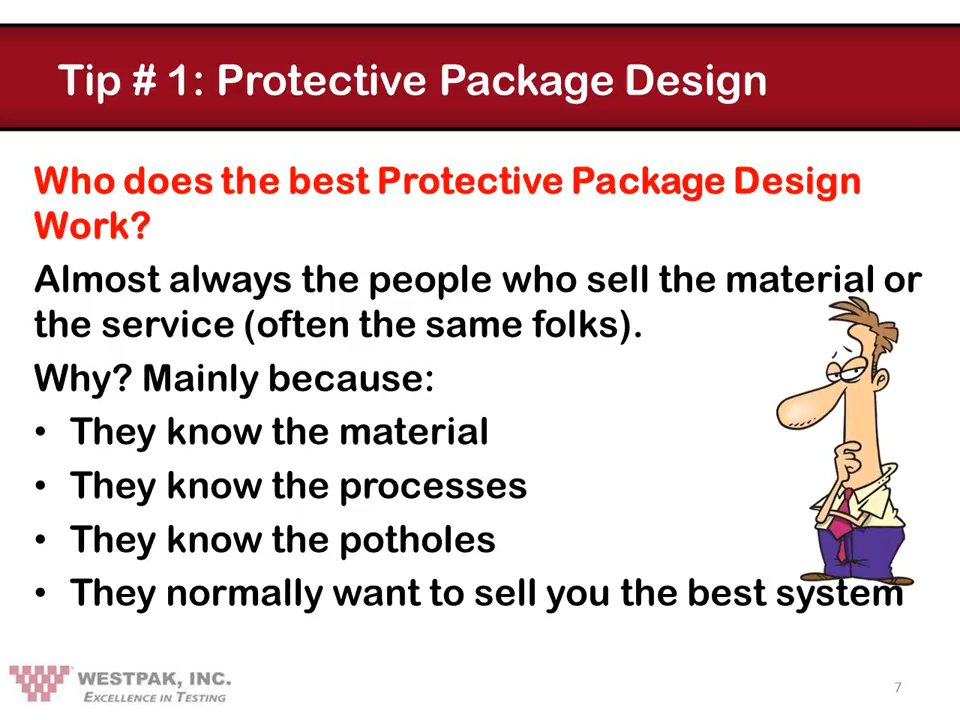 Tip # 1: Protective Package Design
Who does the best Protective Package Design
Work?
Almost always the people who sell the material or
the service (often the same folks).
Why? Mainly because:
• They know the material
• They know the processes
• They know the potholes
• They normally want to sell you the best system
WESTPAK, INC.
EXCELLENCE IN TESTING
7